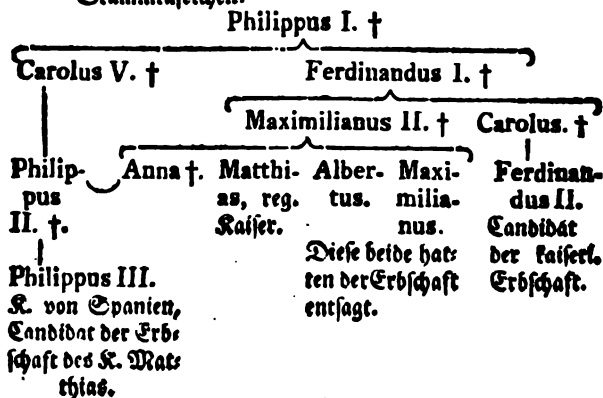 Philippus I. †
Carolus V. † Ferdinandus I. †
Maximilianus II. † Carolus. †
Philip- Anna †. Matthi- Alber- Maxi- Ferdinan-
pus as, reg. tus. milia- dus II.
II. †. Kaiser. nus. Candidat
Diese beide hat- der kaiserl.
Philippus III. ten der Erbschaft Erbschaft.
K. von Spanien, entsagt.
Candidat der Erb-
schaft des K. Mat-
thias.